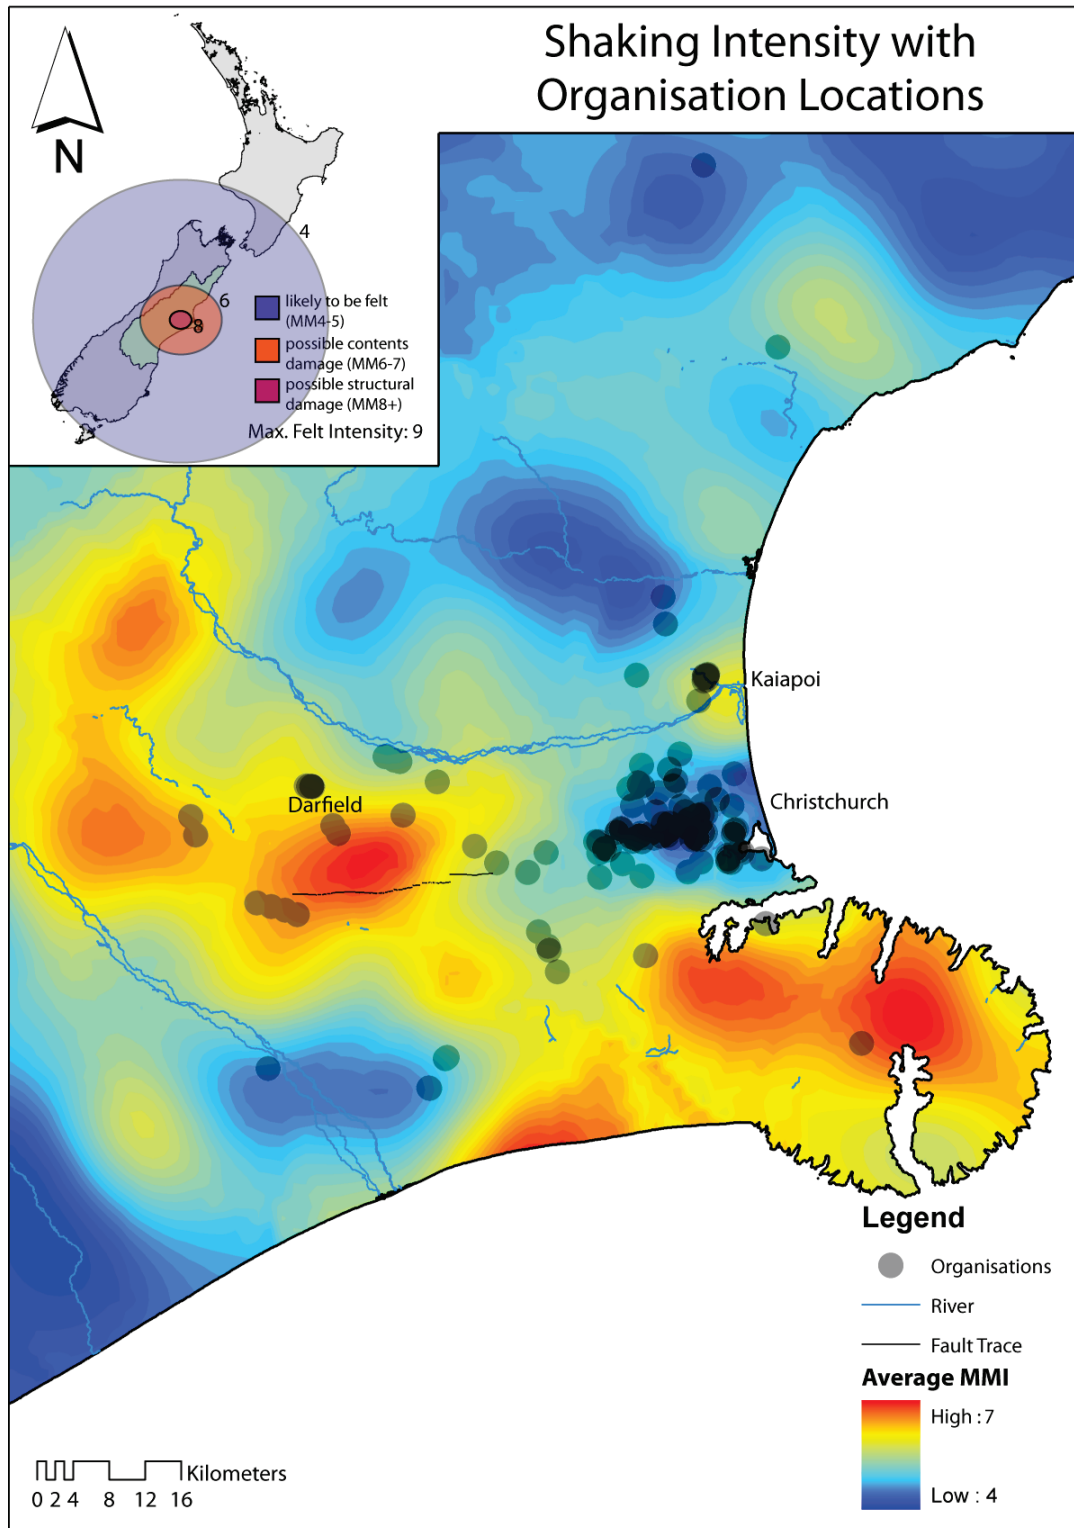 Shaking Intensity with
Organisation Locations
N
4
6
8
likely to be felt
(MM4-5)
possible contents
damage (MM6-7)
possible structural
damage (MM8+)
Max. Felt Intensity: 9
Kaiapoi
Christchurch
Darfield
Legend
Organisations
River
Fault Trace
Average MMI
High : 7
Low : 4
Kilometers
0 2 4 8 12 16